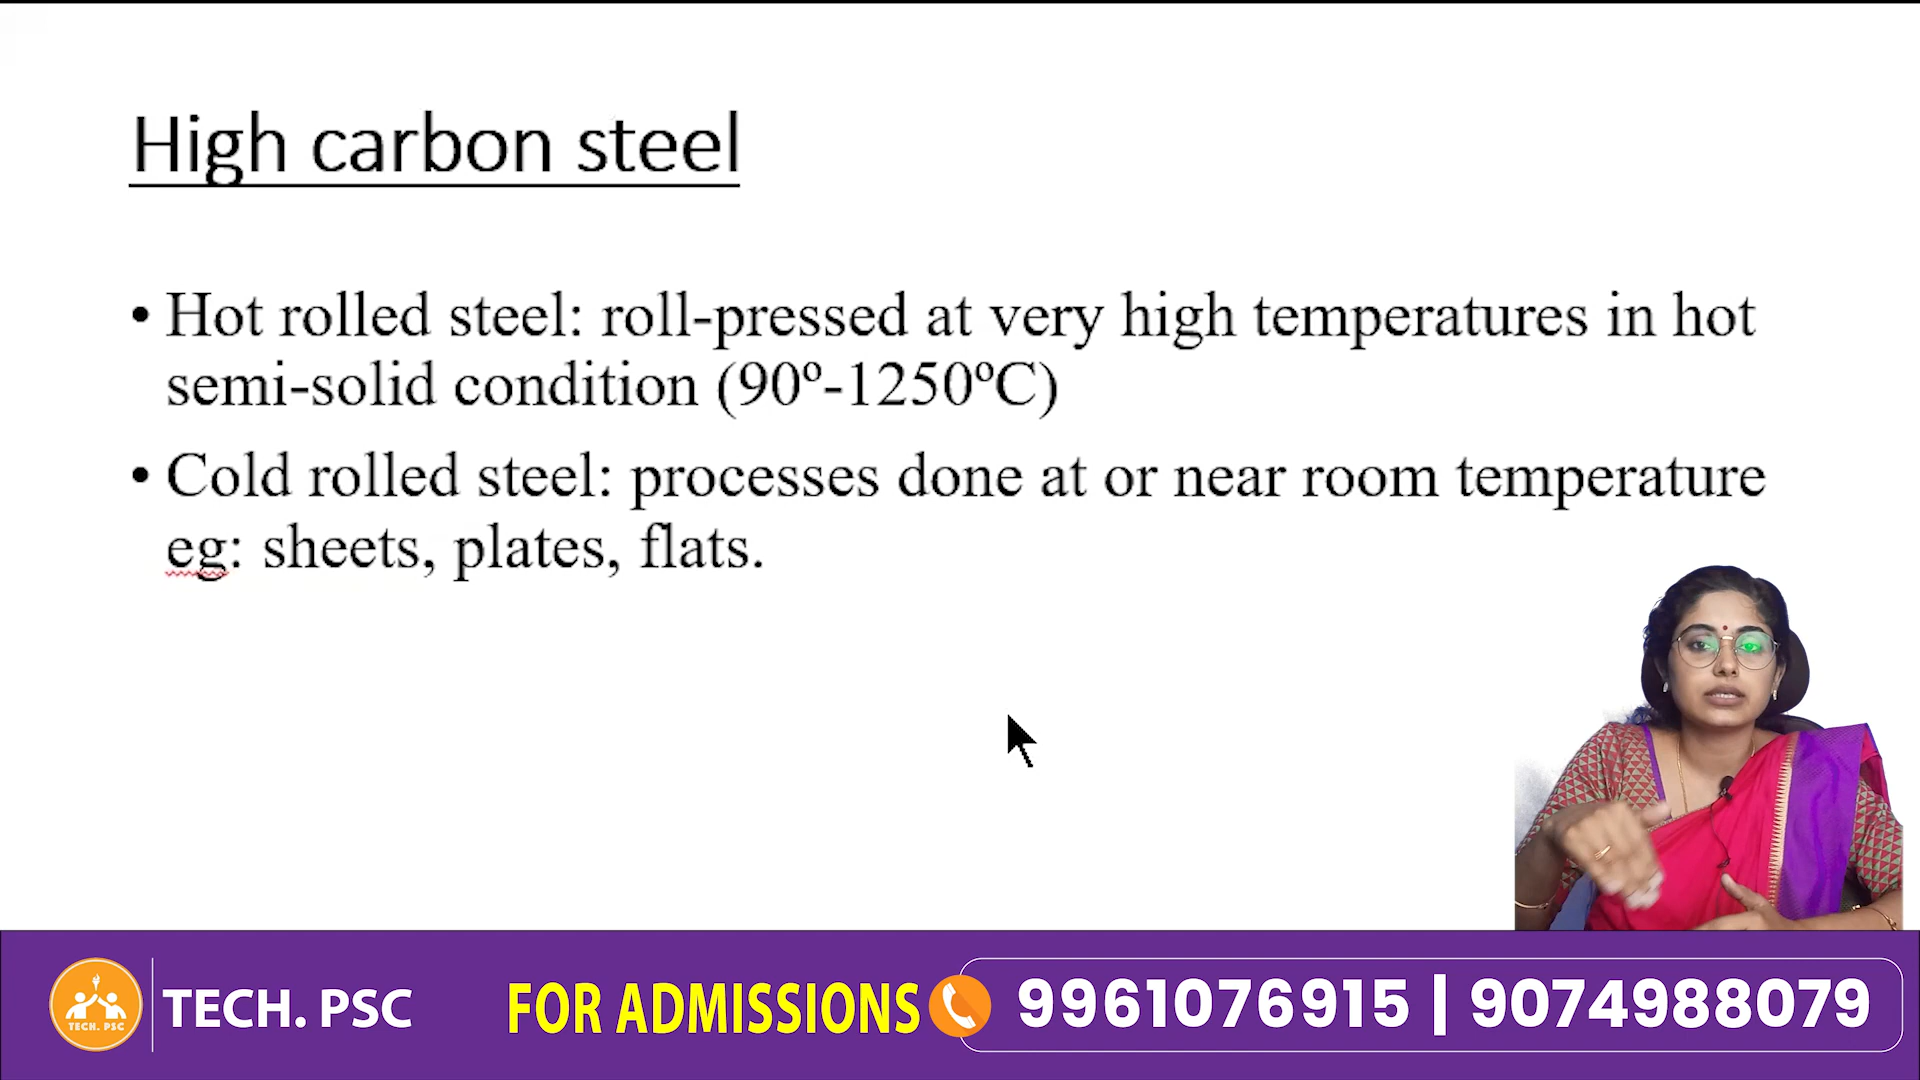 High carbon steel
• Hot rolled steel: roll-pressed at very high temperatures in hot
semi-solid condition (90º-1250ºC)
• Cold rolled steel: processes done at or near room temperature
eg: sheets, plates, flats.
TECH. PSC
TECH. PSC
FOR ADMISSIONS
9961076915 | 9074988079